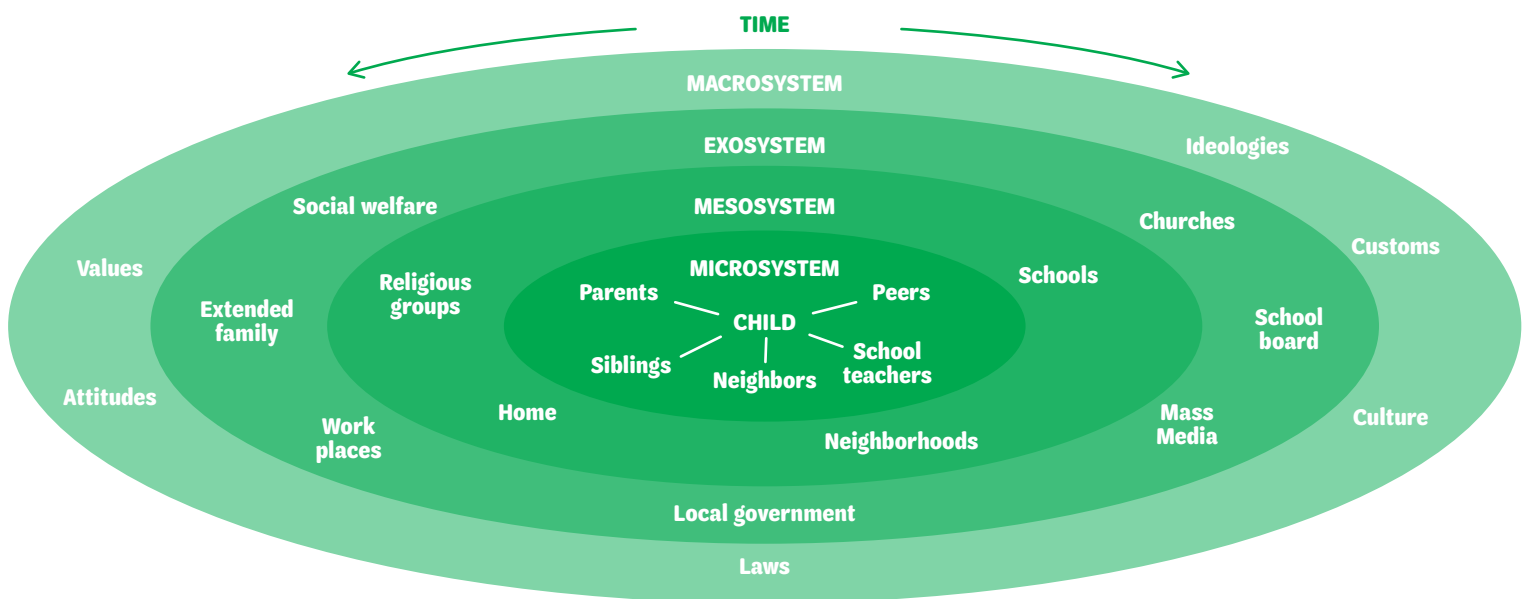 TIME
MACROSYSTEM
EXOSYSTEM
Ideologies
Social welfare
MESOSYSTEM
Churches
Customs
Values
MICROSYSTEM
Schools
Religious
groups
Parents
Peers
Extended
family
CHILD
School
board
Siblings
School
teachers
Neighbors
Attitudes
Home
Mass
Media
Culture
Work
places
Neighborhoods
Local government
Laws